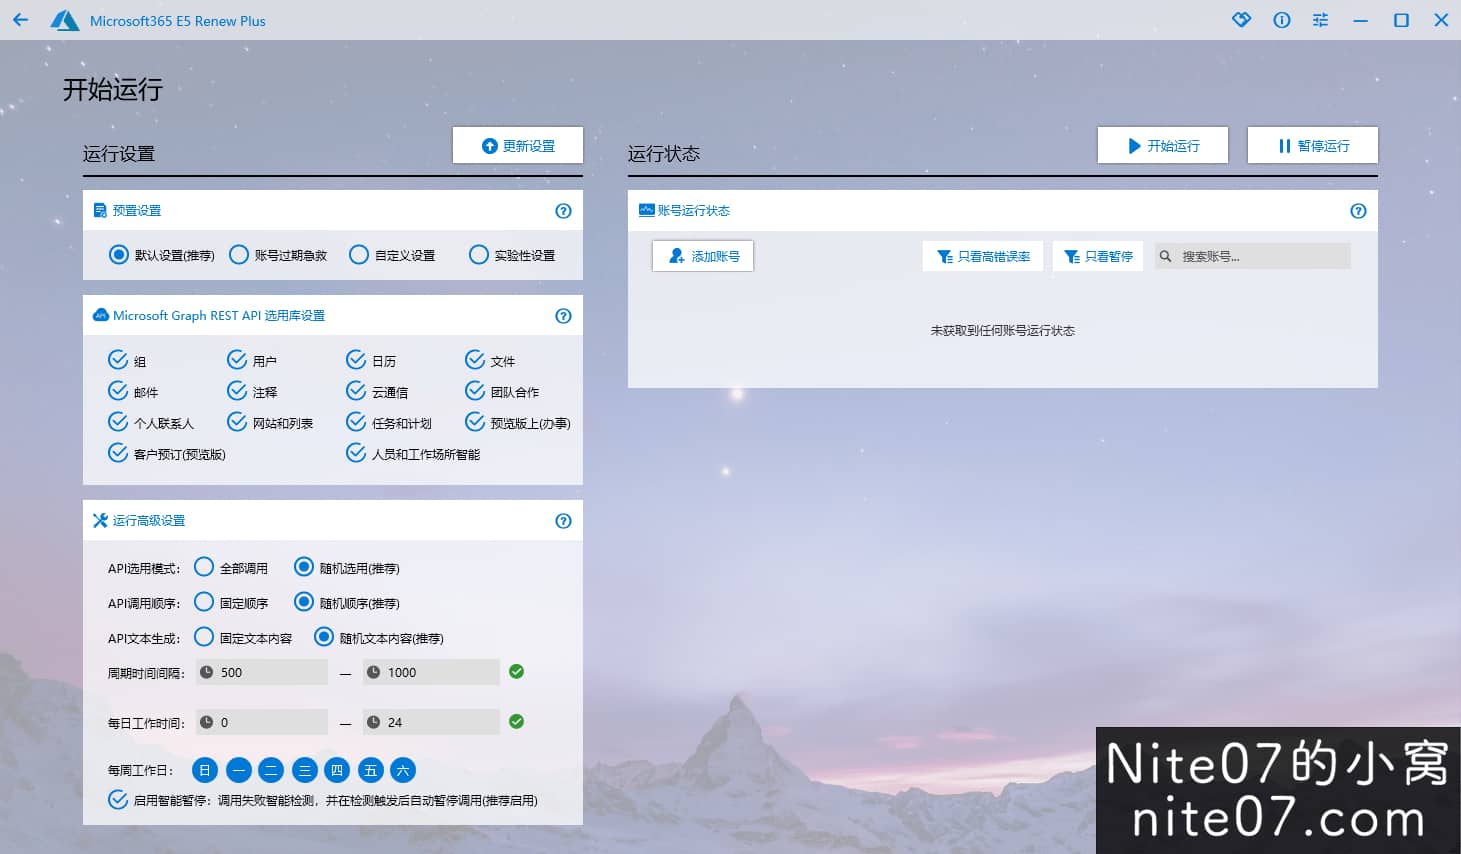 Microsoft365 E5 Renew Plus
开始运行
运行设置
更新设置
预置设置
默认设置(推荐) 账号过期急救 自定义设置 实验性设置
API Microsoft Graph REST API 选用库设置
组 用户 日历 文件
邮件 注释 云通信 团队合作
个人联系人 网站和列表 任务和计划 预览版上(办事)
客户预订(预览版) 人员和工作场所智能
运行高级设置
API选用模式: 全部调用 随机选用(推荐)
API调用顺序: 固定顺序 随机顺序(推荐)
API文本生成: 固定文本内容 随机文本内容(推荐)
周期时间间隔: 500 — 1000
每日工作时间: 0 — 24
每周工作日: 日 一 二 三 四 五 六
启用智能暂停: 调用失败智能检测, 并在检测触发后自动暂停调用(推荐启用)
运行状态
开始运行 暂停运行
账号运行状态
添加账号 只看高错误率 只看暂停 搜索账号...
未获取到任何账号运行状态
Nite07的小窝
nite07.com